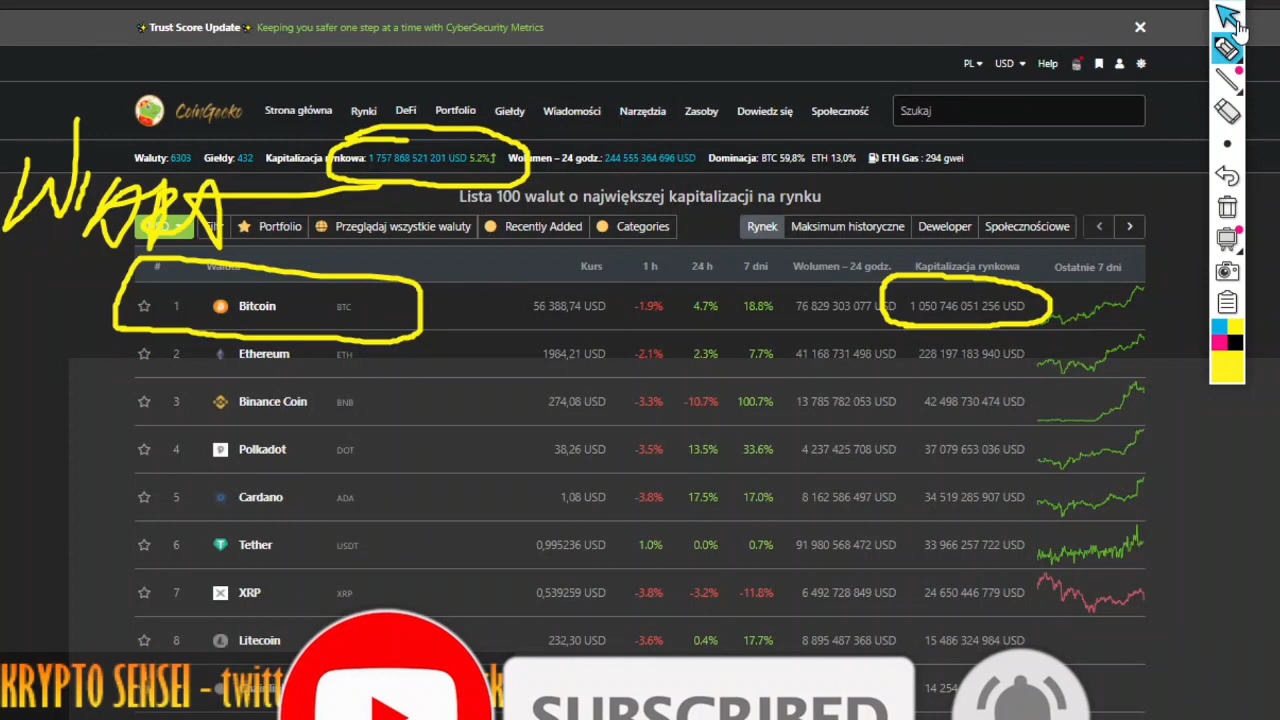 ✨ Trust Score Update ✨ Keeping you safer one step at a time with CyberSecurity Metrics
PL USD Help
CoinGecko Strona główna Rynki DeFi Portfolio Giełdy Wiadomości Narzędzia Zasoby Dowiedz się Społeczność Szukaj
Waluty: 6303 Giełdy: 432 Kapitalizacja rynkowa: 1 757 868 521 201 USD 5.2% Wolumen – 24 godz.: 244 555 364 696 USD Dominacja: BTC 59,8% ETH 13,0% ETH Gas : 294 gwei
WIARA
Lista 100 walut o największej kapitalizacji na rynku
Portfolio Przeglądaj wszystkie waluty Recently Added Categories Rynek Maksimum historyczne Developer Społecznościowe
# Waluta Kurs 1 h 24 h 7 dni Wolumen – 24 godz. Kapitalizacja rynkowa Ostatnie 7 dni
1 Bitcoin BTC 56 388,74 USD -1.9% 4.7% 18.8% 76 829 303 077 USD 1 050 746 051 256 USD
2 Ethereum ETH 1984,21 USD -2.1% 2.3% 7.7% 41 168 731 498 USD 228 197 183 940 USD
3 Binance Coin BNB 274,08 USD -3.3% -10.7% 100.7% 13 785 782 053 USD 42 498 730 474 USD
4 Polkadot DOT 38,26 USD -3.5% 13.5% 33.6% 4 237 425 708 USD 37 079 653 036 USD
5 Cardano ADA 1,08 USD -3.8% 17.5% 17.0% 8 162 586 497 USD 34 519 285 907 USD
6 Tether USDT 0,995236 USD 1.0% 0.0% 0.7% 91 980 568 472 USD 33 966 257 722 USD
7 XRP XRP 0,539259 USD -3.8% -3.2% -11.8% 6 492 728 849 USD 24 650 446 779 USD
8 Litecoin 232,30 USD -3.6% 0.4% 17.7% 8 895 487 368 USD 15 486 324 984 USD
KRYPTO SENSEI – twitt
14 254
SUBSCRIBED